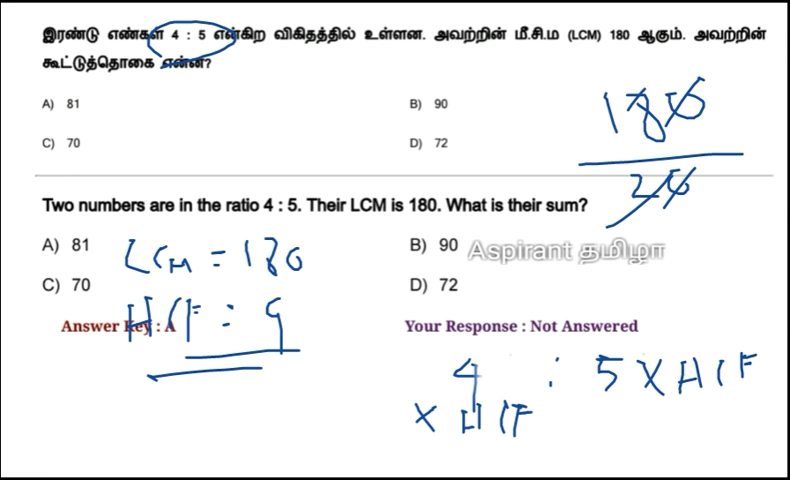 இரண்டு எண்கள் 4 : 5 என்கிற விகிதத்தில் உள்ளன. அவற்றின் மீ.சி.ம (LCM) 180 ஆகும். அவற்றின்
கூட்டுத்தொகை என்ன?
A) 81
B) 90
C) 70
D) 72
180
20
Two numbers are in the ratio 4 : 5. Their LCM is 180. What is their sum?
A) 81
B) 90
C) 70
D) 72
Aspirant தமிழா
LCM = 180
HCF = 9
Answer Key : A
Your Response : Not Answered
4 : 5 X HCF
X HCF